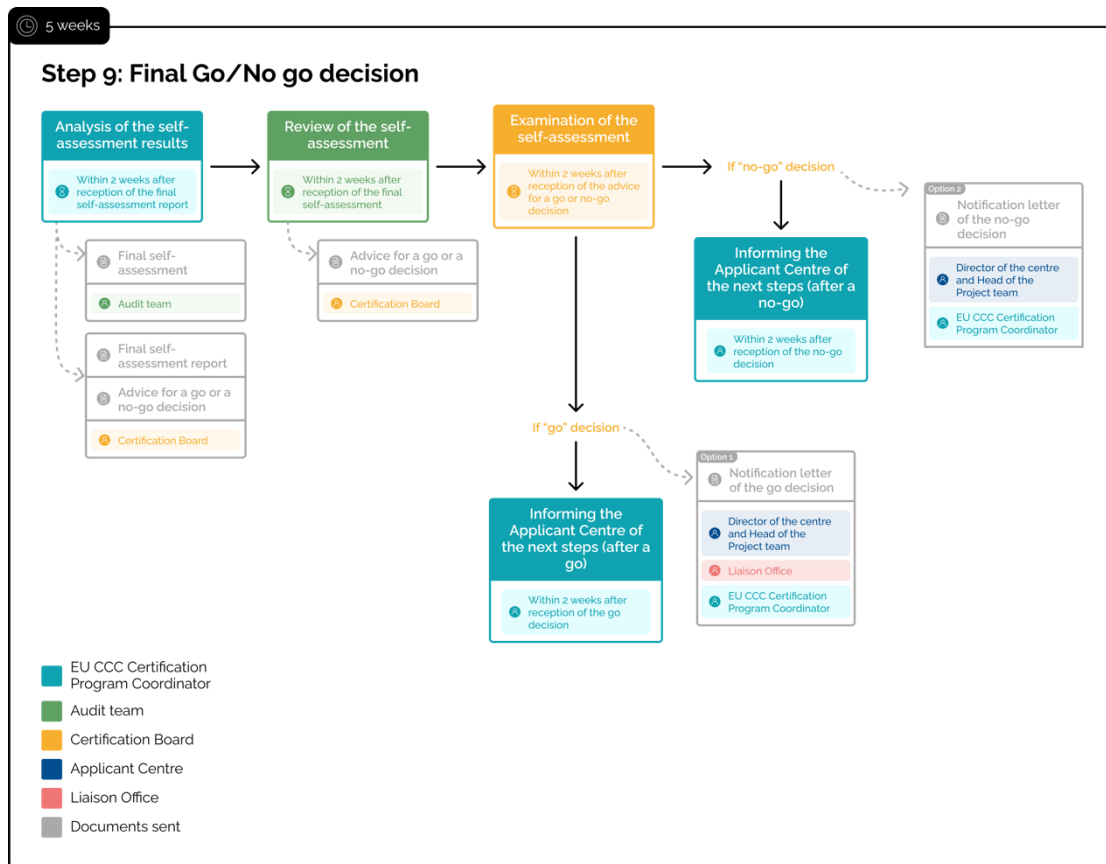 5 weeks
Step 9: Final Go/No go decision
Analysis of the self-
assessment results
Within 2 weeks after
reception of the final
self-assessment report
Final self-
assessment
Audit team
Final self-
assessment report
Advice for a go or a
no-go decision
Certification Board
Review of the self-
assessment
Within 2 weeks after
reception of the final
self-assessment
Advice for a go or a
no-go decision
Certification Board
Examination of the
self-assessment
Within 2 weeks after
reception of the advice
for a go or no-go
decision
If “no-go” decision
Option 2
Notification letter
of the no-go
decision
Director of the centre
and Head of the
Project team
EU CCC Certification
Program Coordinator
Informing the
Applicant Centre of
the next steps (after a
no-go)
Within 2 weeks after
reception of the no-go
decision
If “go” decision
Option 1
Notification letter
of the go decision
Director of the centre
and Head of the
Project team
Liaison Office
EU CCC Certification
Program Coordinator
Informing the
Applicant Centre of
the next steps (after a
go)
Within 2 weeks after
reception of the go
decision
EU CCC Certification
Program Coordinator
Audit team
Certification Board
Applicant Centre
Liaison Office
Documents sent